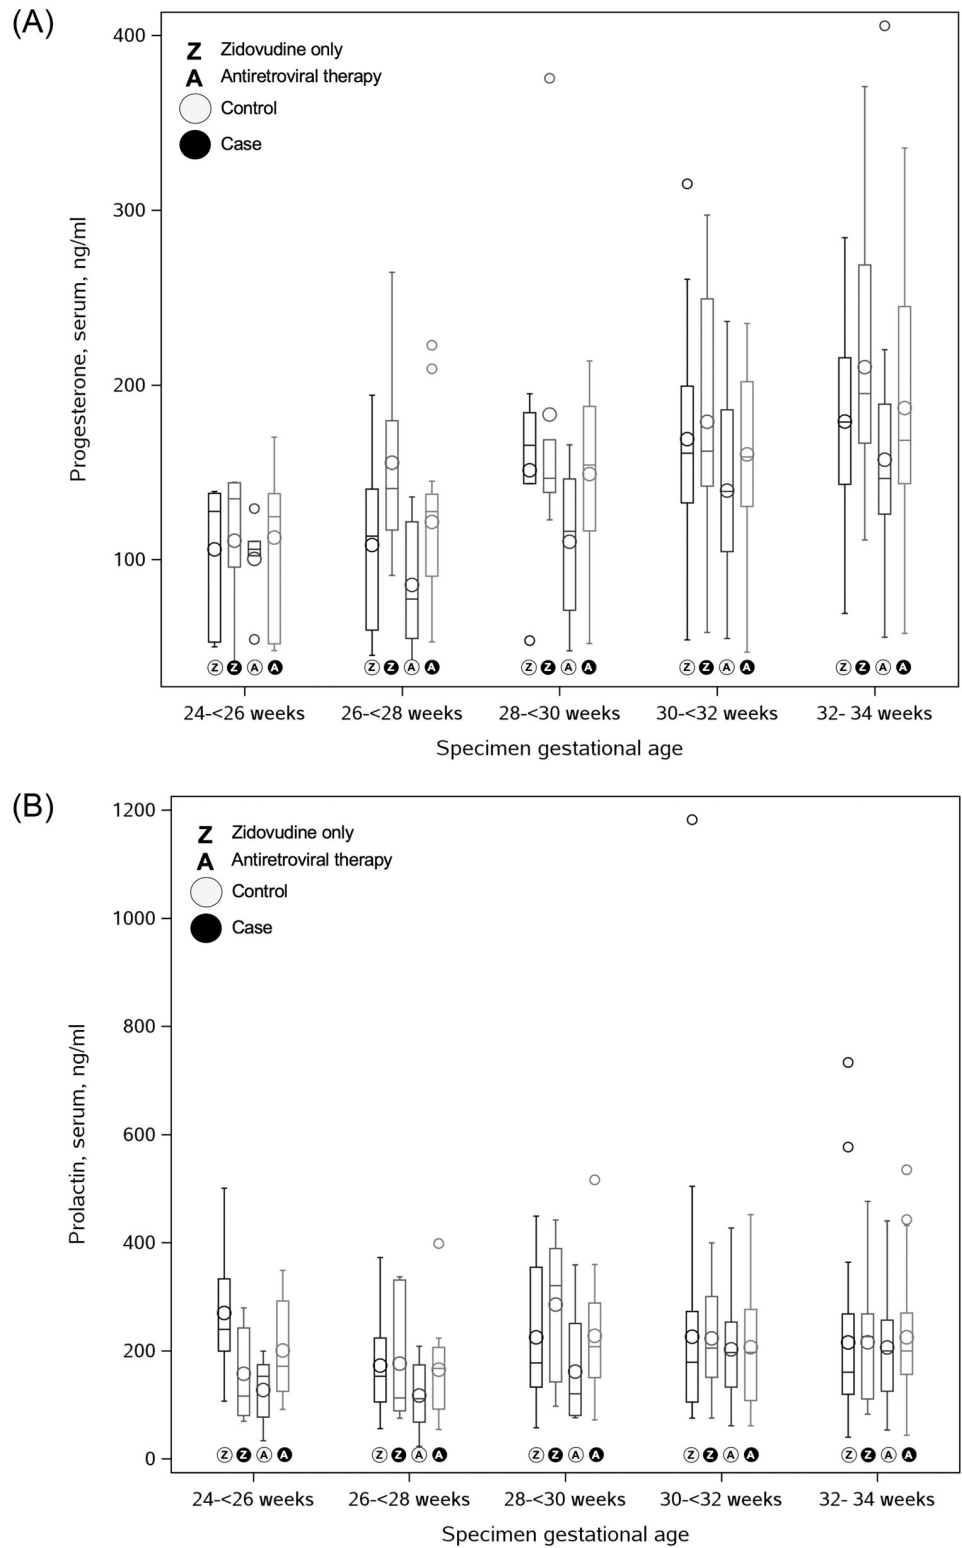 (A)
400
300
200
100
Progesterone, serum, ng/ml
Z Zidovudine only
A Antiretroviral therapy
Control
Case
Z Z A A Z Z A A Z Z A A Z Z A A Z Z A A
24-<26 weeks 26-<28 weeks 28-<30 weeks 30-<32 weeks 32- 34 weeks
Specimen gestational age
(B)
1200
1000
800
600
400
200
0
Prolactin, serum, ng/ml
Z Zidovudine only
A Antiretroviral therapy
Control
Case
Z Z A A Z Z A A Z Z A A Z Z A A Z Z A A
24-<26 weeks 26-<28 weeks 28-<30 weeks 30-<32 weeks 32- 34 weeks
Specimen gestational age